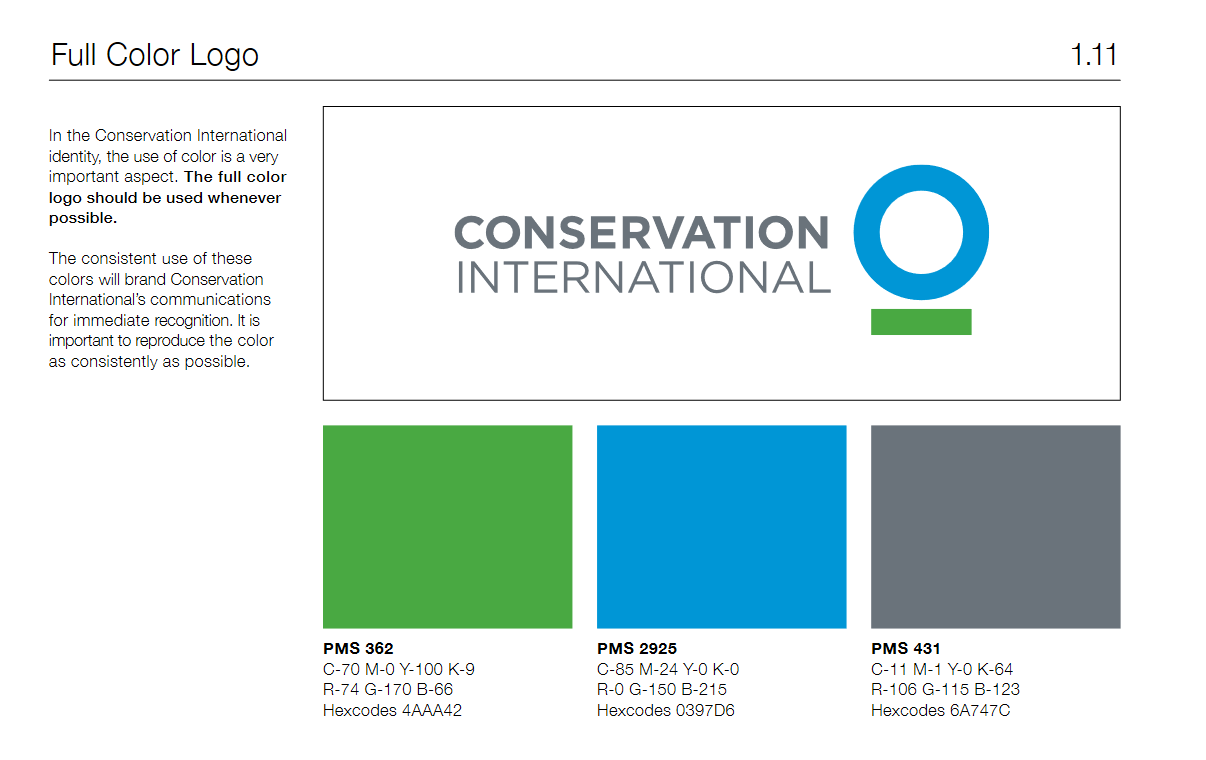 Full Color Logo
1.11
In the Conservation International
identity, the use of color is a very
important aspect. The full color
logo should be used whenever
possible.
The consistent use of these
colors will brand Conservation
International's communications
for immediate recognition. It is
important to reproduce the color
as consistently as possible.
CONSERVATION
INTERNATIONAL
PMS 362
C-70 M-0 Y-100 K-9
R-74 G-170 B-66
Hexcodes 4AAA42
PMS 2925
C-85 M-24 Y-0 K-0
R-0 G-150 B-215
Hexcodes 0397D6
PMS 431
C-11 M-1 Y-0 K-64
R-106 G-115 B-123
Hexcodes 6A747C